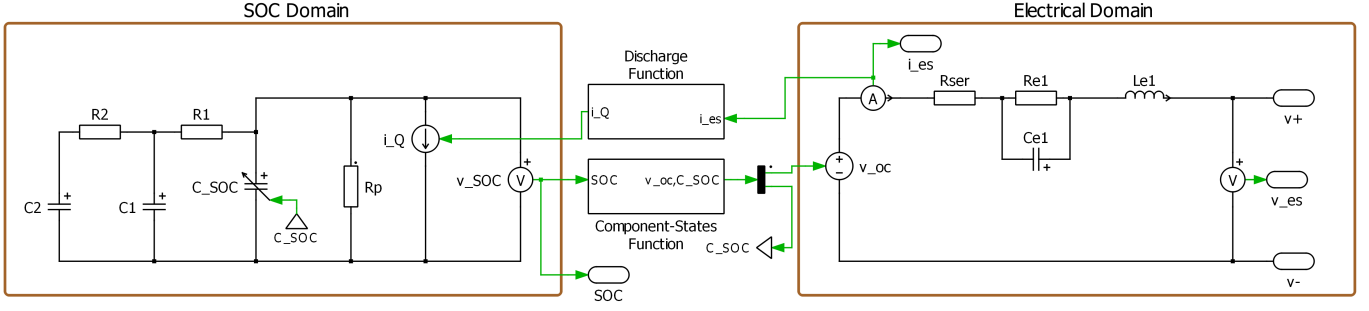 SOC Domain
Electrical Domain
Discharge
Function
i_Q
i_es
i_es
R2
R1
C2
C1
C_SOC
C_SOC
Rp
i_Q
v_SOC
V
SOC
v_oc,C_SOC
Component-States
Function
C_SOC
SOC
A
Rser
Re1
Ce1
Le1
v_oc
V
v+
v_es
v-